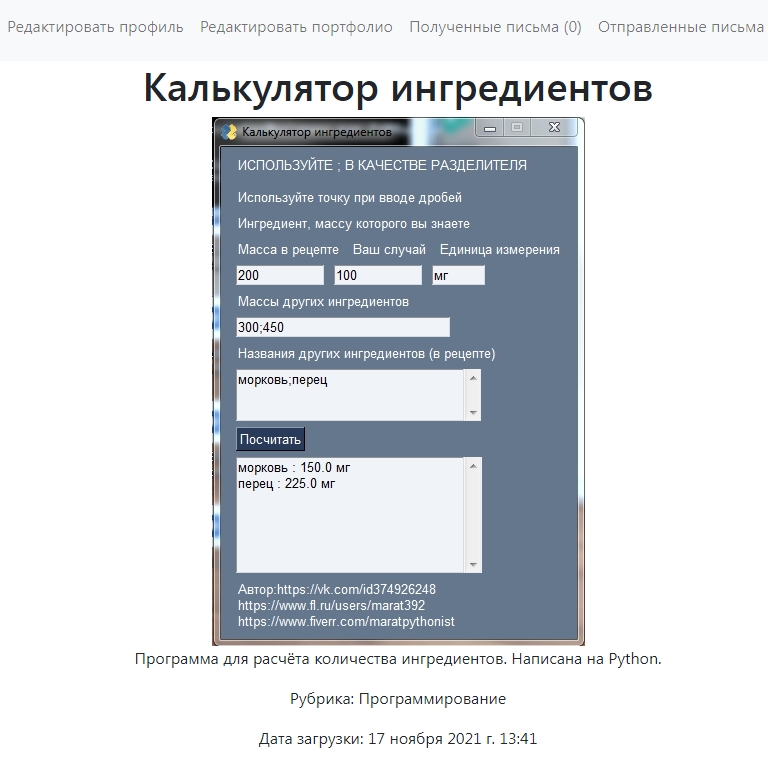 Редактировать профиль Редактировать портфолио Полученные письма (0) Отправленные письма
Калькулятор ингредиентов
Калькулятор ингредиентов
ИСПОЛЬЗУЙТЕ ; В КАЧЕСТВЕ РАЗДЕЛИТЕЛЯ
Используйте точку при вводе дробей
Ингредиент, массу которого вы знаете
Масса в рецепте Ваш случай Единица измерения
200 100 мг
Массы других ингредиентов
300;450
Названия других ингредиентов (в рецепте)
морковь;перец
Посчитать
морковь : 150.0 мг
перец : 225.0 мг
Автор:https://vk.com/id374926248
https://www.fl.ru/users/marat392
https://www.fiverr.com/maratpythonist
Программа для расчёта количества ингредиентов. Написана на Python.
Рубрика: Программирование
Дата загрузки: 17 ноября 2021 г. 13:41